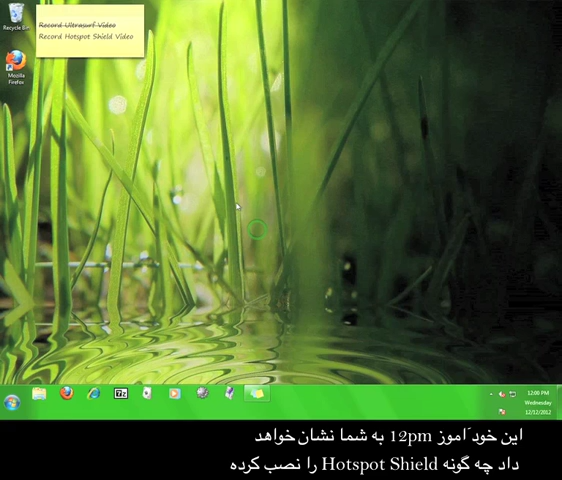 Recycle Bin
Mozilla
Firefox
Record Ultrasurf Video
Record Hotspot Shield Video
12:00 PM
Wednesday
12/12/2012
این خودآموز 12pm به شما نشان خواهد
داد چه گونه Hotspot Shield را نصب کرده